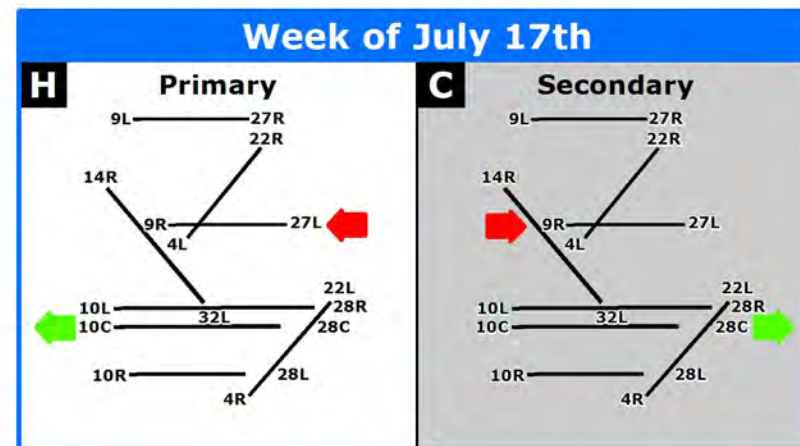 Week of July 17th
H Primary
9L 27R
22R
14R
9R 27L
4L
22L
10L 28R
32L
10C 28C
10R 28L
4R
C Secondary
9L 27R
22R
14R
9R 27L
4L
22L
10L 28R
32L
10C 28C
10R 28L
4R